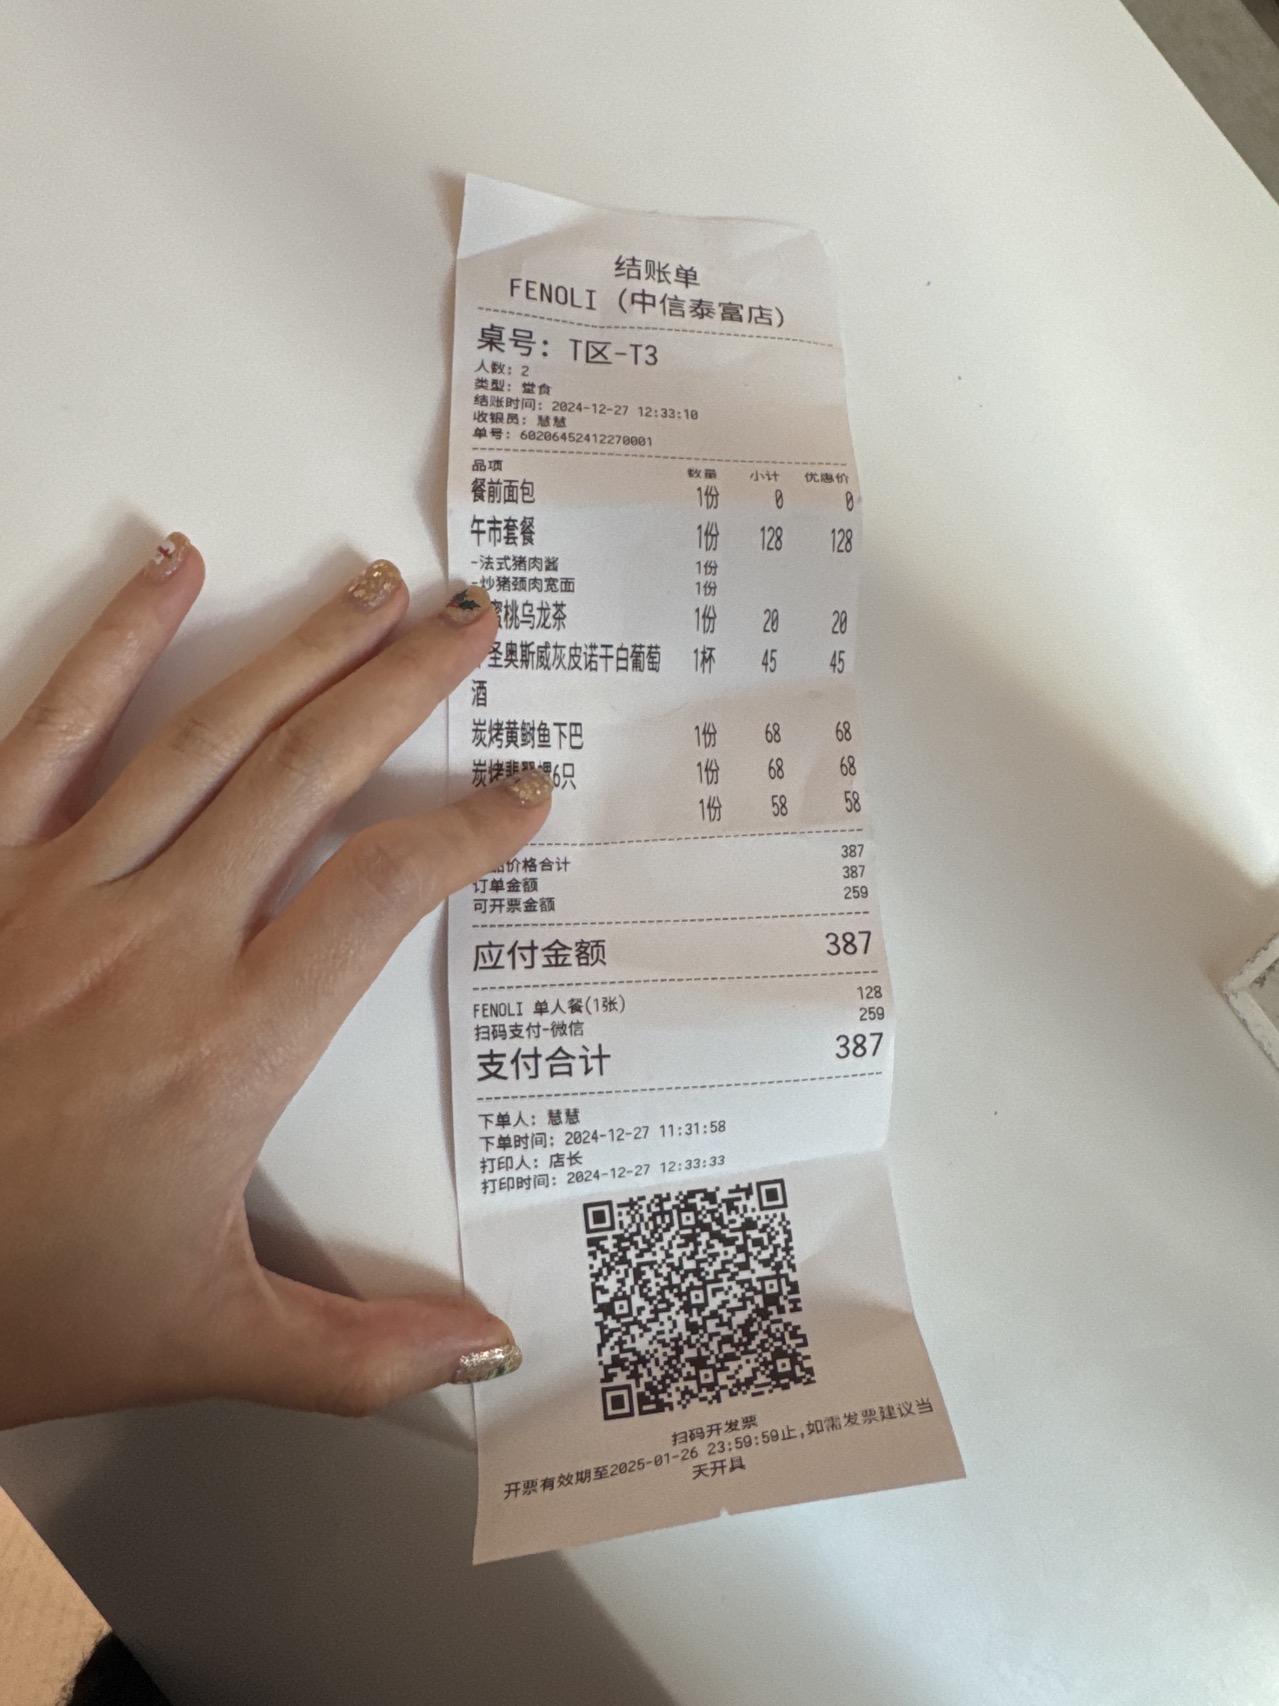 结账单
FENOLI (中信泰富店)
桌号: T区-T3
人数: 2
类型: 堂食
结账时间: 2024-12-27 12:33:10
收银员: 慧慧
单号: 60206452412270001
品项 数量 小计 优惠价
餐前面包 1份 0 0
午市套餐 1份 128 128
-法式猪肉酱 1份
-炒猪颈肉宽面 1份
蜜桃乌龙茶 1份 20 20
圣奥斯威灰皮诺干白葡萄 1杯 45 45
酒
炭烤黄鰤鱼下巴 1份 68 68
炭烤翡翠螺6只 1份 68 68
1份 58 58
品价格合计 387
订单金额 387
可开票金额 259
应付金额 387
FENOLI 单人餐(1张) 128
扫码支付-微信 259
支付合计 387
下单人: 慧慧
下单时间: 2024-12-27 11:31:58
打印人: 店长
打印时间: 2024-12-27 12:33:33
扫码开发票
开票有效期至2025-01-26 23:59:59止,如需发票建议当
天开具